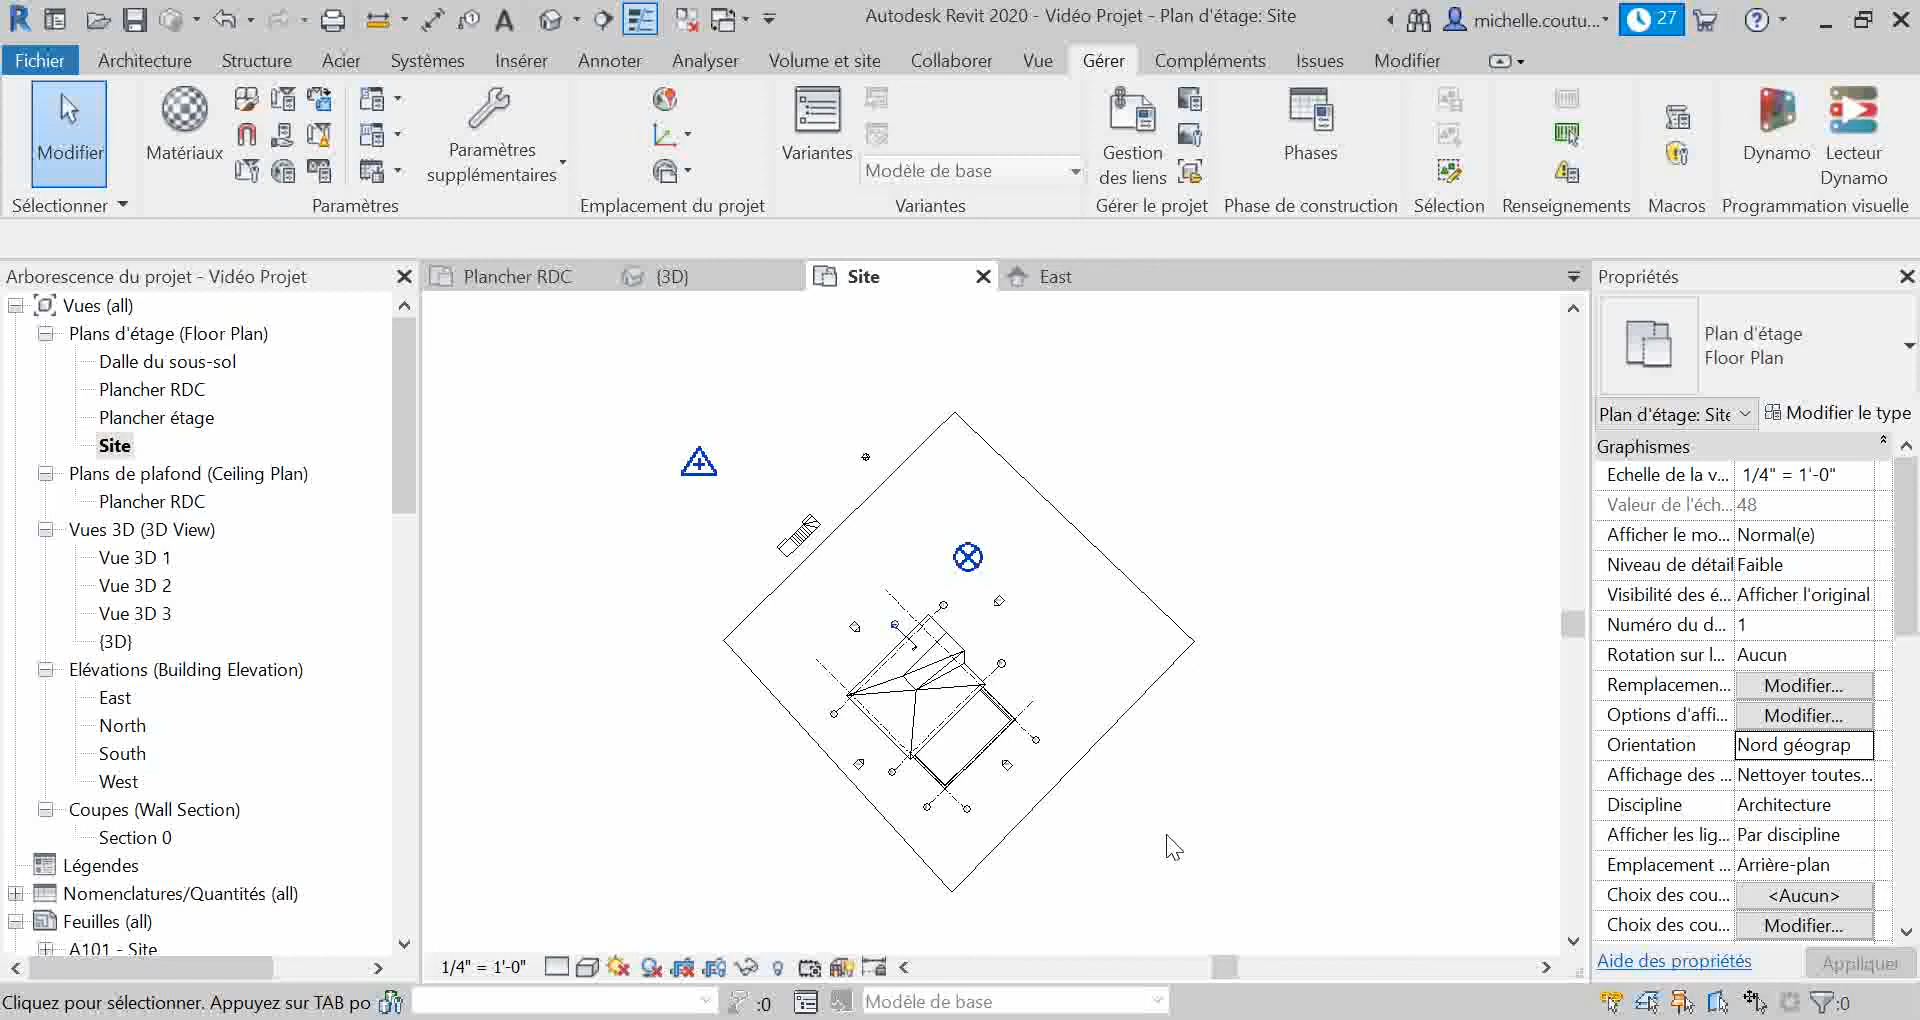 Autodesk Revit 2020 - Vidéo Projet - Plan d'étage: Site
michelle.coutu...
27
Fichier
Architecture
Structure
Acier
Systèmes
Insérer
Annoter
Analyser
Volume et site
Collaborer
Vue
Gérer
Compléments
Issues
Modifier
Modifier
Matériaux
Paramètres
supplémentaires
Variantes
Modèle de base
Gestion
des liens
Phases
Dynamo
Lecteur
Dynamo
Sélectionner
Paramètres
Emplacement du projet
Variantes
Gérer le projet
Phase de construction
Sélection
Renseignements
Macros
Programmation visuelle
Arborescence du projet - Vidéo Projet
Vues (all)
Plans d'étage (Floor Plan)
Dalle du sous-sol
Plancher RDC
Plancher étage
Site
Plans de plafond (Ceiling Plan)
Plancher RDC
Vues 3D (3D View)
Vue 3D 1
Vue 3D 2
Vue 3D 3
{3D}
Elévations (Building Elevation)
East
North
South
West
Coupes (Wall Section)
Section 0
Légendes
Nomenclatures/Quantités (all)
Feuilles (all)
A101 - Site
Plancher RDC
{3D}
Site
East
Propriétés
Plan d'étage
Floor Plan
Plan d'étage: Site
Modifier le type
Graphismes
Echelle de la v... 1/4" = 1'-0"
Valeur de l'éch... 48
Afficher le mo... Normal(e)
Niveau de détail Faible
Visibilité des é... Afficher l'original
Numéro du d... 1
Rotation sur l... Aucun
Remplacemen... Modifier...
Options d'affi... Modifier...
Orientation Nord géograp
Affichage des ... Nettoyer toutes...
Discipline Architecture
Afficher les lig... Par discipline
Emplacement ... Arrière-plan
Choix des cou... <Aucun>
Choix des cou... Modifier...
Aide des propriétés
Appliquer
1/4" = 1'-0"
Cliquez pour sélectionner. Appuyez sur TAB po
:0
Modèle de base
:0